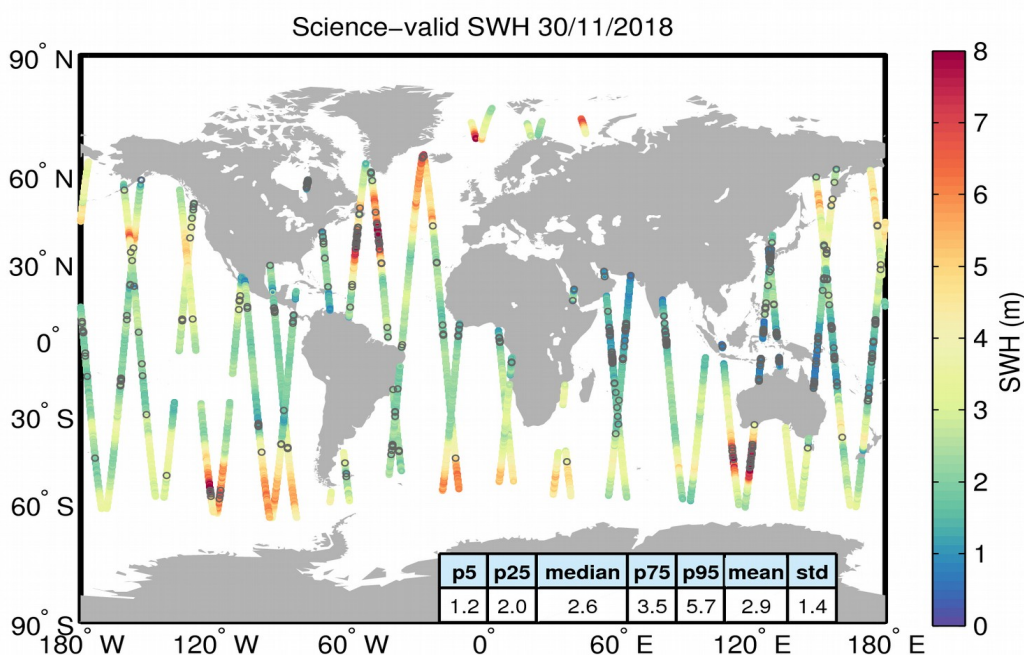 Science−valid SWH 30/11/2018
90° N
60° N
30° N
0°
30° S
60° S
90° S
180° W
120° W
60° W
0°
60° E
120° E
180° E
p5 p25 median p75 p95 mean std
1.2 2.0 2.6 3.5 5.7 2.9 1.4
8
7
6
5
4
3
2
1
0
SWH (m)